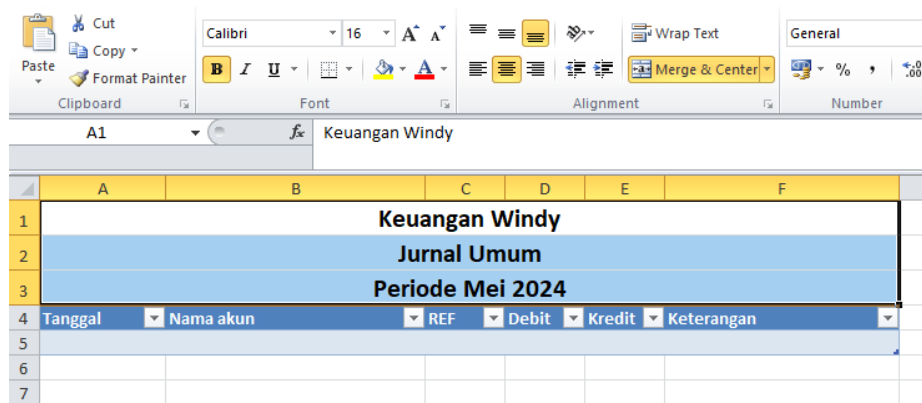 Cut
Copy
Paste
Format Painter
Clipboard
Calibri
16
A A
B I U
A
Font
Wrap Text
Merge & Center
Alignment
General
% ,
.00
Number
A1
fx
Keuangan Windy
A B C D E F
1 Keuangan Windy
2 Jurnal Umum
3 Periode Mei 2024
4 Tanggal Nama akun REF Debit Kredit Keterangan
5
6
7